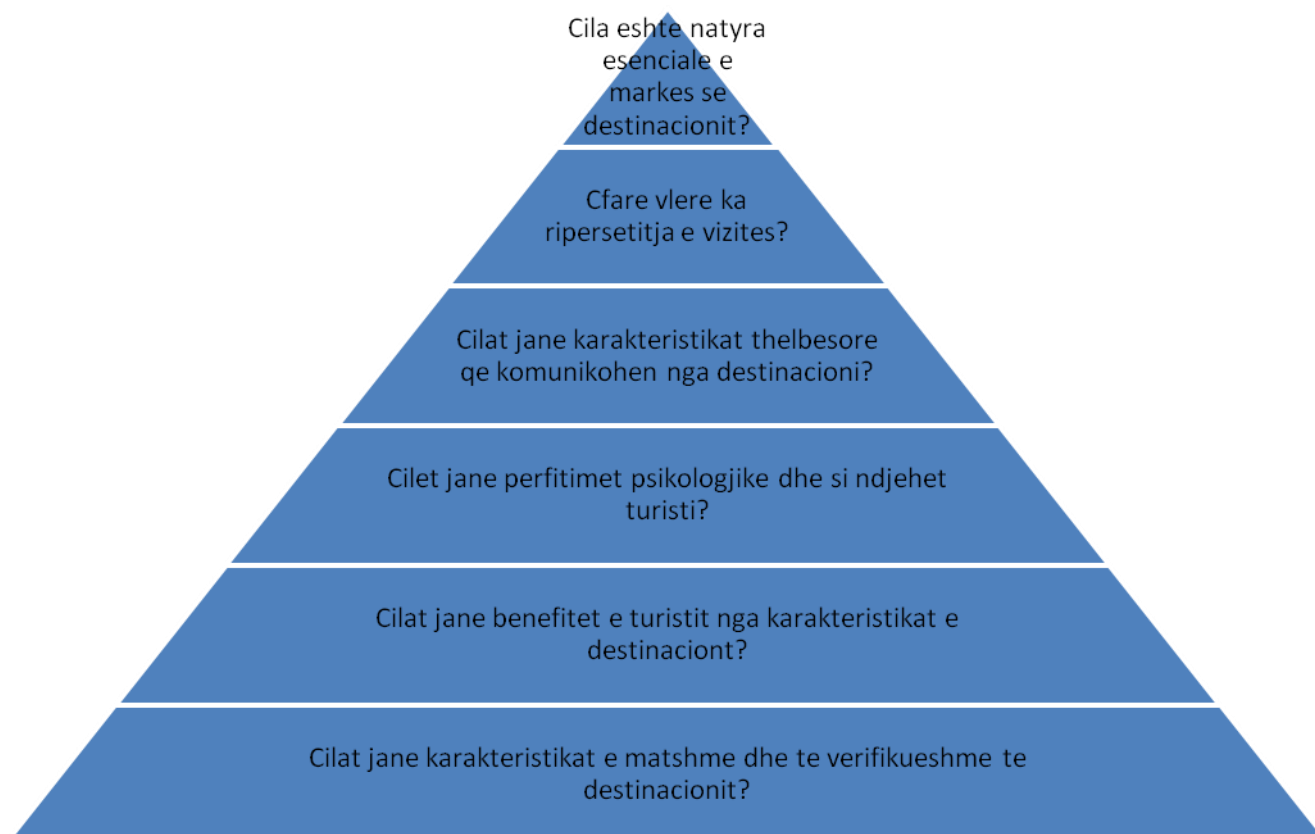 Cila eshte natyra
esenciale e
markes se
destinacionit?
Cfare vlere ka
ripersetitja e vizites?
Cilat jane karakteristikat thelbesore
qe komunikohen nga destinacioni?
Cilet jane perfitimet psikologjike dhe si ndjehet
turisti?
Cilat jane benefitet e turistit nga karakteristikat e
destinaciont?
Cilat jane karakteristikat e matshme dhe te verifikueshme te
destinacionit?